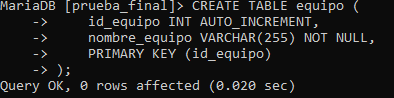 MariaDB [prueba_final]> CREATE TABLE equipo (
    ->     id_equipo INT AUTO_INCREMENT,
    ->     nombre_equipo VARCHAR(255) NOT NULL,
    ->     PRIMARY KEY (id_equipo)
    -> );
Query OK, 0 rows affected (0.020 sec)